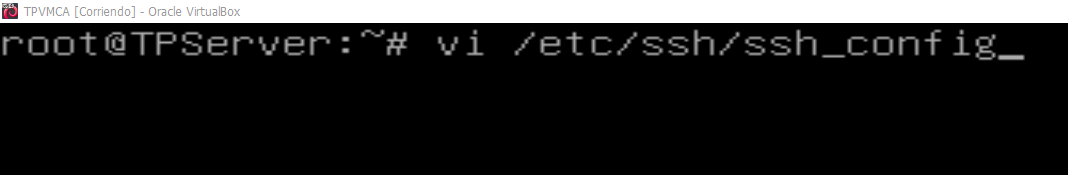 TPVMCA [Corriendo] - Oracle VirtualBox
root@TPServer:~# vi /etc/ssh/ssh_config_